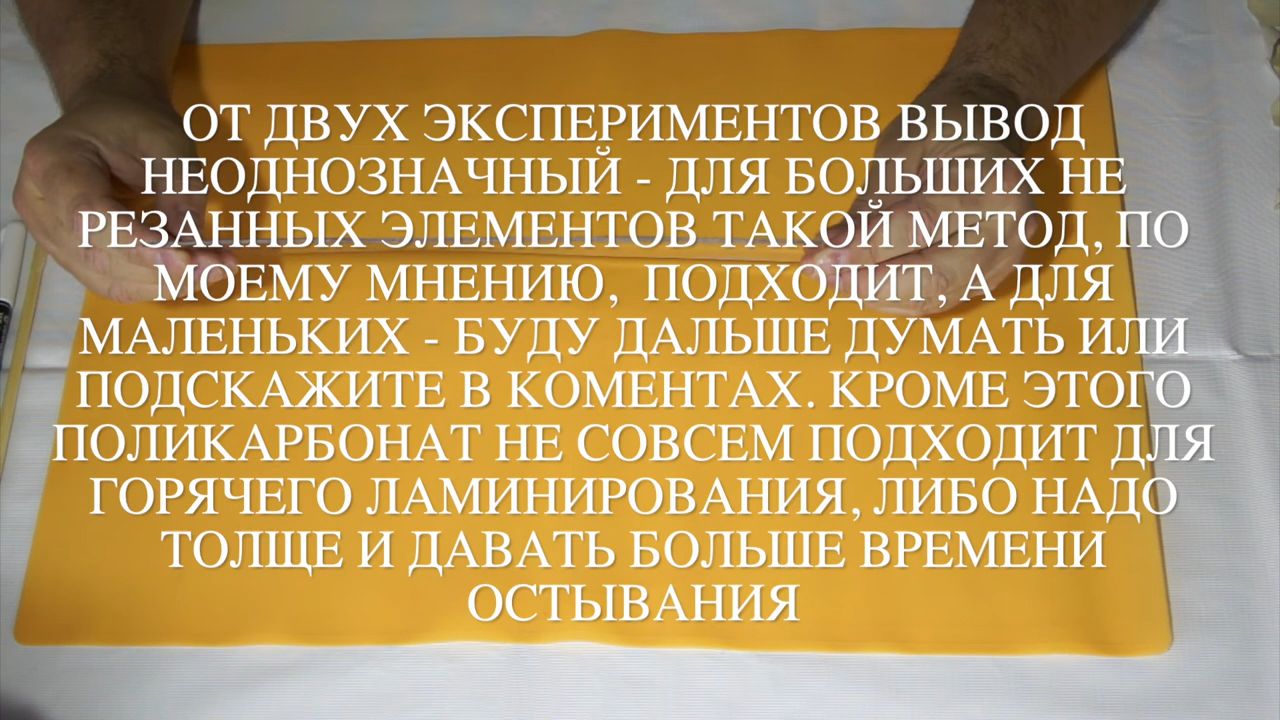 ОТ ДВУХ ЭКСПЕРИМЕНТОВ ВЫВОД
НЕОДНОЗНАЧНЫЙ - ДЛЯ БОЛЬШИХ НЕ
РЕЗАННЫХ ЭЛЕМЕНТОВ ТАКОЙ МЕТОД, ПО
МОЕМУ МНЕНИЮ, ПОДХОДИТ, А ДЛЯ
МАЛЕНЬКИХ - БУДУ ДАЛЬШЕ ДУМАТЬ ИЛИ
ПОДСКАЖИТЕ В КОМЕНТАХ. КРОМЕ ЭТОГО
ПОЛИКАРБОНАТ НЕ СОВСЕМ ПОДХОДИТ ДЛЯ
ГОРЯЧЕГО ЛАМИНИРОВАНИЯ, ЛИБО НАДО
ТОЛЩЕ И ДАВАТЬ БОЛЬШЕ ВРЕМЕНИ
ОСТЫВАНИЯ